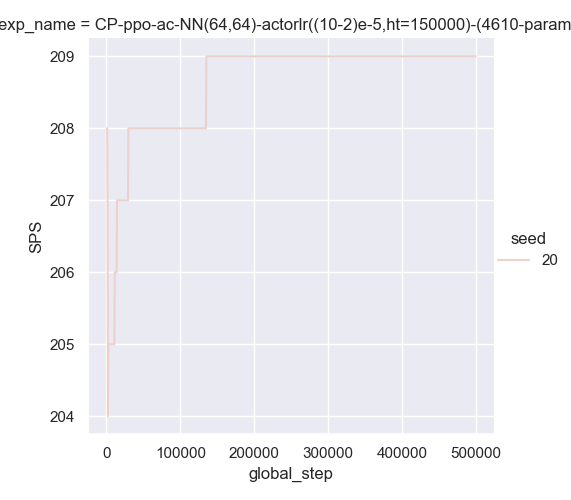 exp_name = CP-ppo-ac-NN(64,64)-actorlr((10-2)e-5,ht=150000)-(4610-param
209
208
207
206
205
204
SPS
0 100000 200000 300000 400000 500000
global_step
seed
20